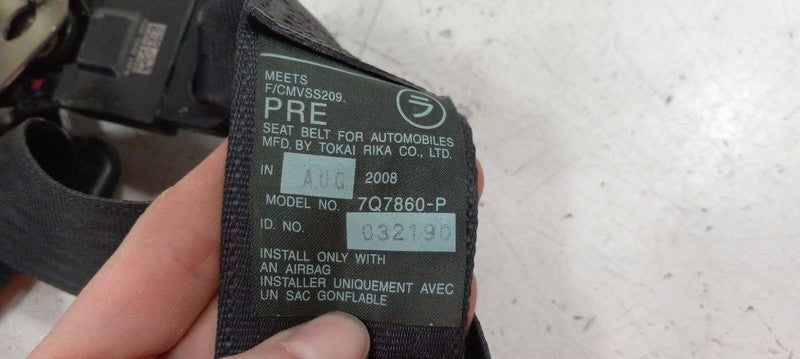 MEETS
F/CMVSS209.
ラ
PRE
SEAT BELT FOR AUTOMOBILES
MFD. BY TOKAI RIKA CO., LTD.
IN AUG 2008
MODEL NO. 7Q7860-P
ID. NO. 032190
INSTALL ONLY WITH
AN AIRBAG
INSTALLER UNIQUEMENT AVEC
UN SAC GONFLABLE